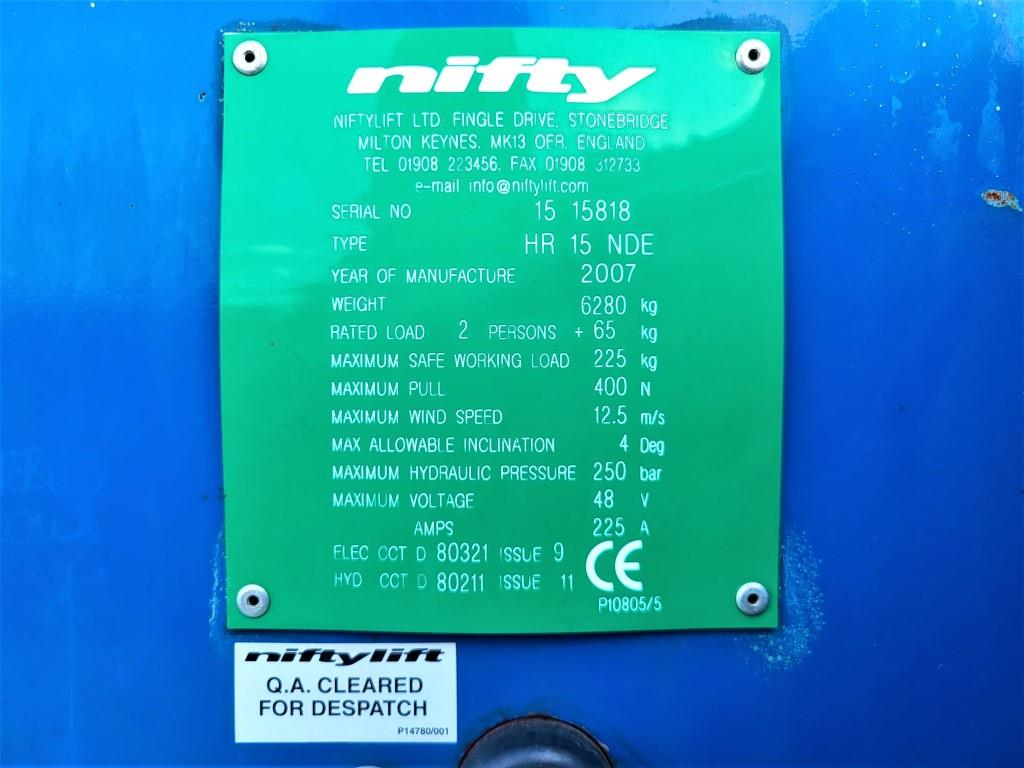 nifty
NIFTYLIFT LTD. FINGLE DRIVE, STONEBRIDGE
MILTON KEYNES. MK13 OER. ENGLAND
TEL 01908 223456. FAX 01908 312733
e-mail info@niftylift.com
SERIAL NO 15 15818
TYPE HR 15 NDE
YEAR OF MANUFACTURE 2007
WEIGHT 6280 kg
RATED LOAD 2 PERSONS + 65 kg
MAXIMUM SAFE WORKING LOAD 225 kg
MAXIMUM PULL 400 N
MAXIMUM WIND SPEED 12.5 m/s
MAX ALLOWABLE INCLINATION 4 Deg
MAXIMUM HYDRAULIC PRESSURE 250 bar
MAXIMUM VOLTAGE 48 V
AMPS 225 A
ELEC CCT D 80321 ISSUE 9
HYD CCT D 80211 ISSUE 11 CE
P10805/5
niftylift
Q.A. CLEARED
FOR DESPATCH
P14780/001